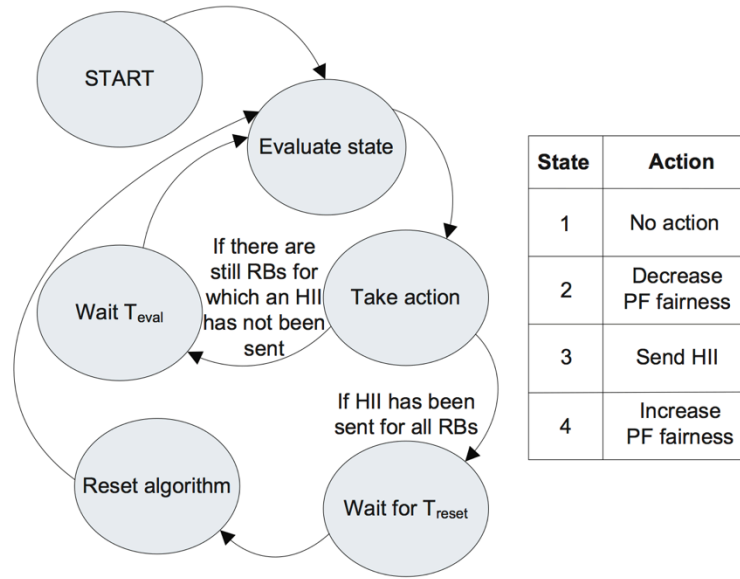 START
Evaluate state
If there are
still RBs for
which an HII
has not been
sent
Wait Teval
Take action
If HII has been
sent for all RBs
Reset algorithm
Wait for Treset
State Action
1 No action
2 Decrease
PF fairness
3 Send HII
4 Increase
PF fairness